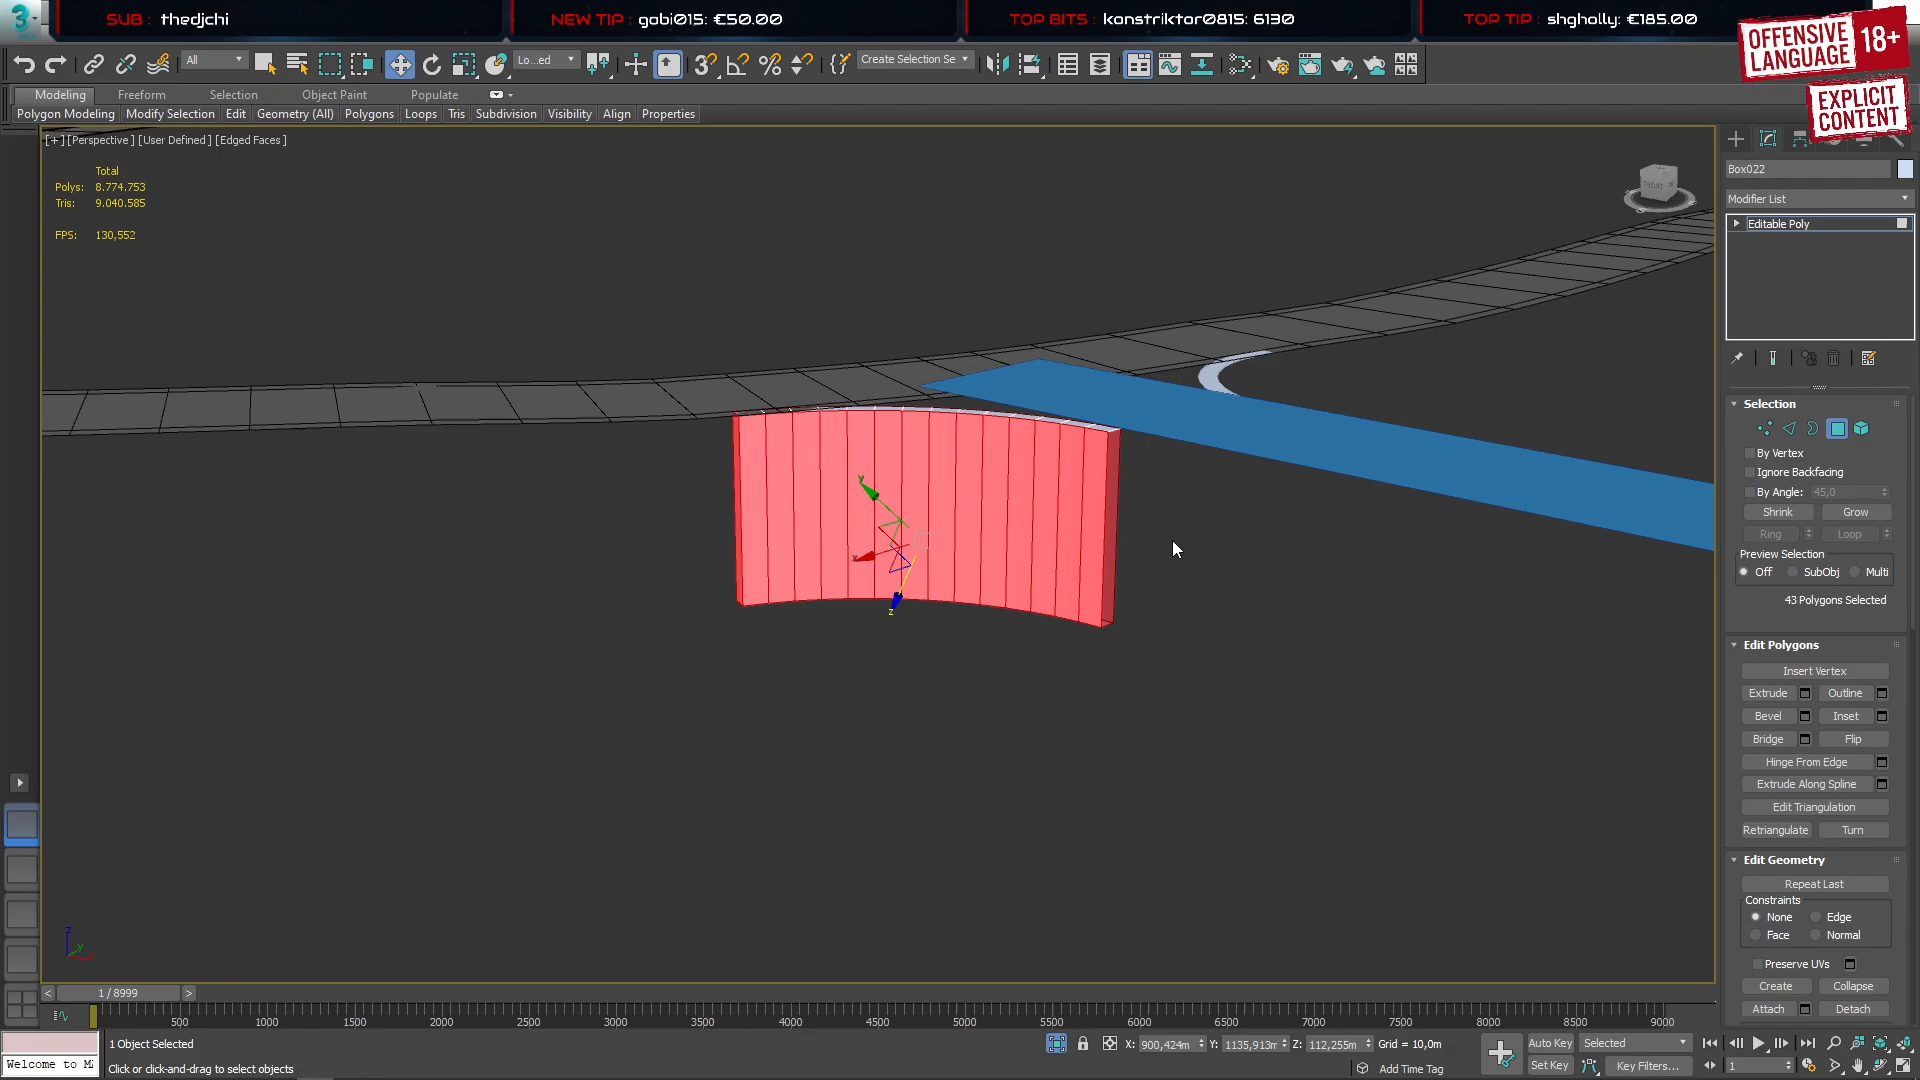 SUB : thedjchi
NEW TIP : gobi015: €50.00
TOP BITS : konstriktor0815: 6130
TOP TIP : shgholly: €185.00
OFFENSIVE LANGUAGE 18+
EXPLICIT CONTENT
All
Lo...ed
Create Selection Se
Modeling
Freeform
Selection
Object Paint
Populate
Polygon Modeling
Modify Selection
Edit
Geometry (All)
Polygons
Loops
Tris
Subdivision
Visibility
Align
Properties
[+] [Perspective ] [User Defined ] [Edged Faces ]
Total
Polys: 8.774.753
Tris: 9.040.585
FPS: 130,552
FRONT
Box022
Modifier List
Editable Poly
Selection
By Vertex
Ignore Backfacing
By Angle: 45,0
Shrink Grow
Ring Loop
Preview Selection
Off SubObj Multi
43 Polygons Selected
Edit Polygons
Insert Vertex
Extrude Outline
Bevel Inset
Bridge Flip
Hinge From Edge
Extrude Along Spline
Edit Triangulation
Retriangulate Turn
Edit Geometry
Repeat Last
Constraints
None Edge
Face Normal
Preserve UVs
Create Collapse
Attach Detach
y
x
z
z
y
< 1 / 8999 >
500 1000 1500 2000 2500 3000 3500 4000 4500 5000 5500 6000 6500 7000 7500 8000 8500 9000
1 Object Selected
X: 900,424m Y: 1135,913m Z: 112,255m Grid = 10,0m
Auto Key Selected
Welcome to M
Click or click-and-drag to select objects
Add Time Tag
Set Key Key Filters...
1